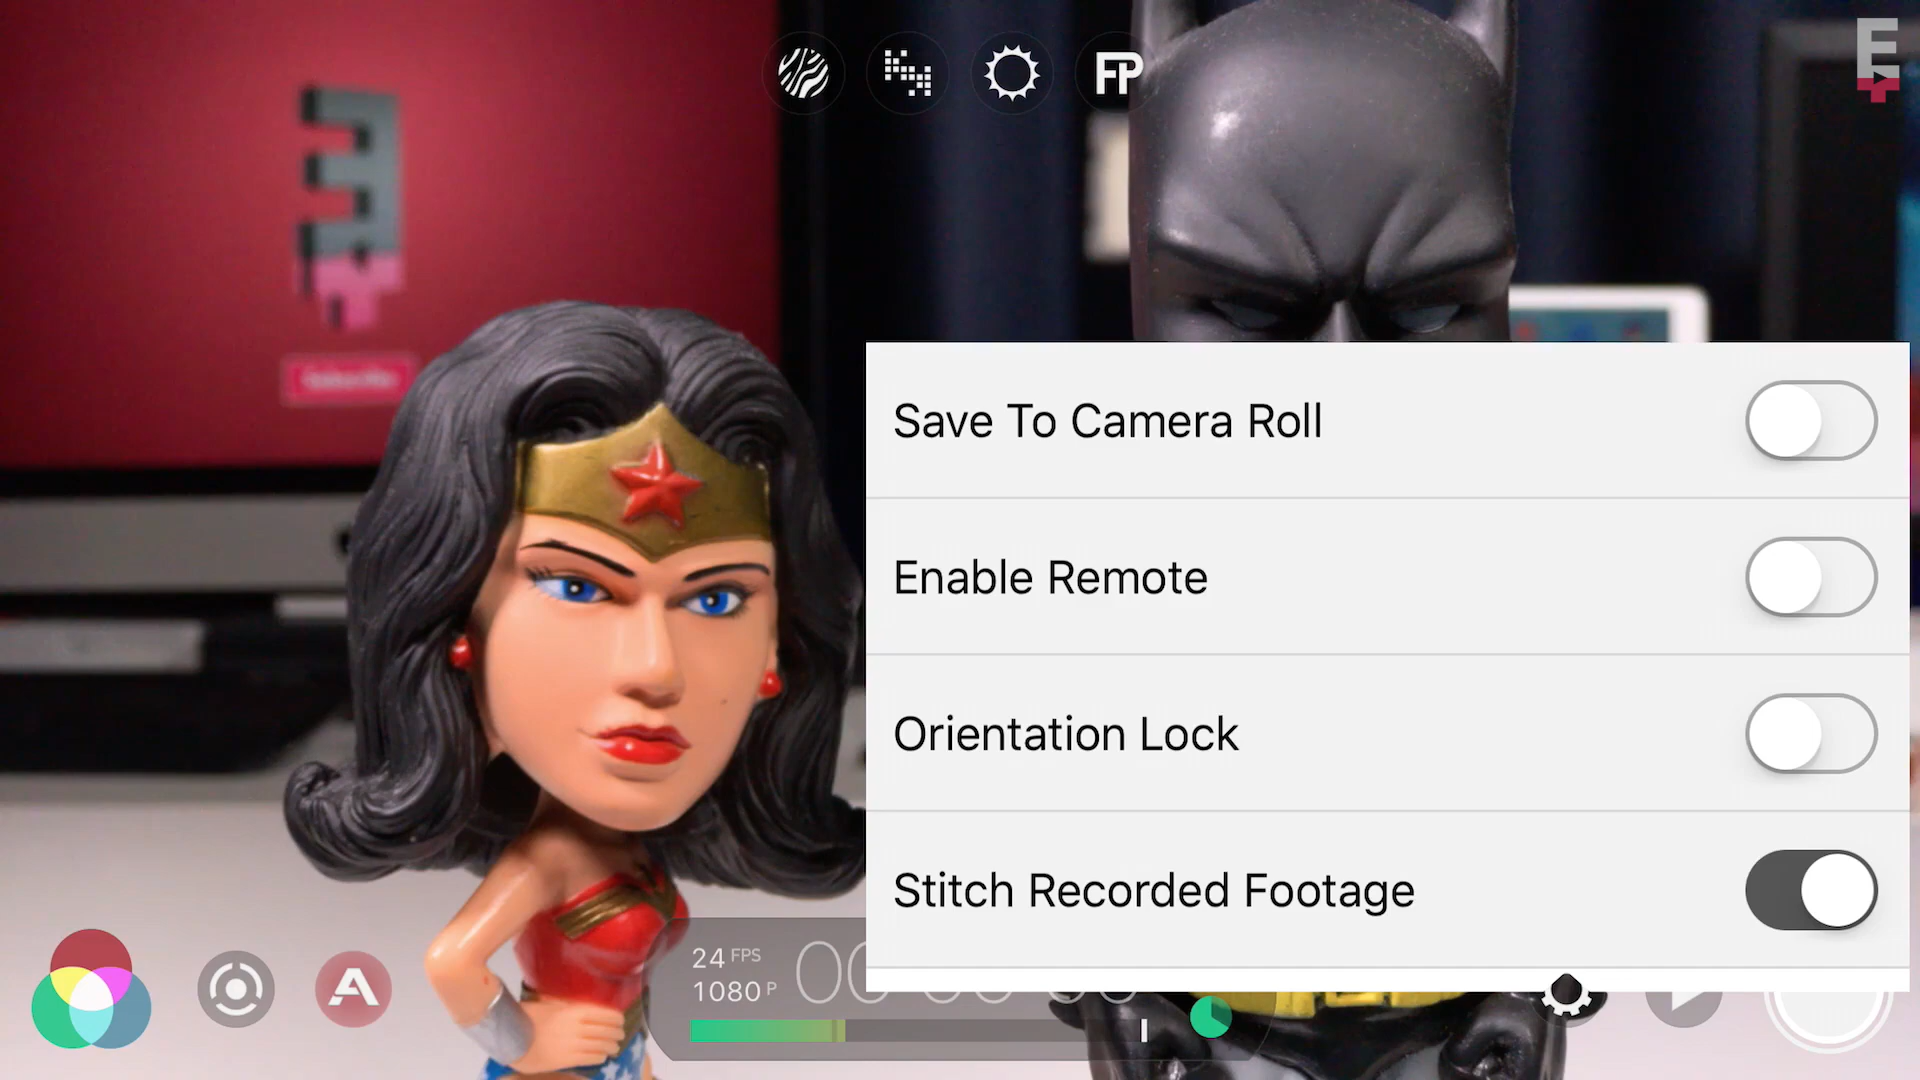 FP
Save To Camera Roll
Enable Remote
Orientation Lock
Stitch Recorded Footage
24 FPS
1080 P
A